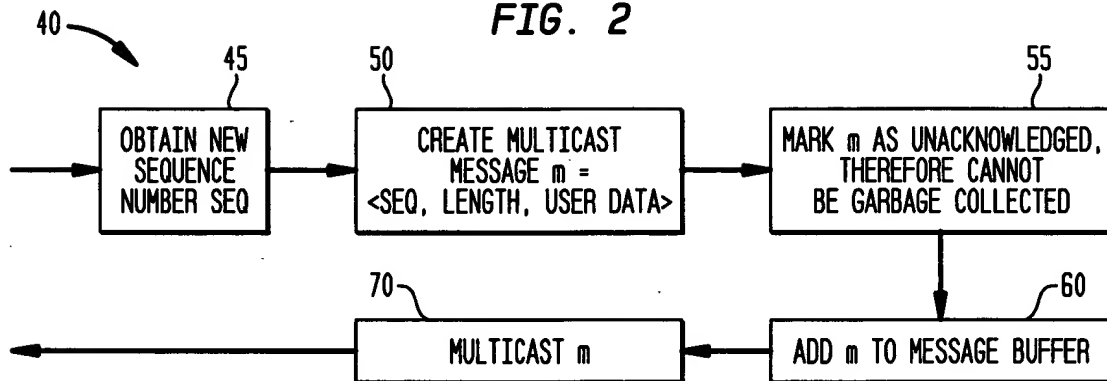 FIG. 2
40
45
OBTAIN NEW
SEQUENCE
NUMBER SEQ
50
CREATE MULTICAST
MESSAGE m =
<SEQ, LENGTH, USER DATA>
55
MARK m AS UNACKNOWLEDGED,
THEREFORE CANNOT
BE GARBAGE COLLECTED
70
MULTICAST m
60
ADD m TO MESSAGE BUFFER